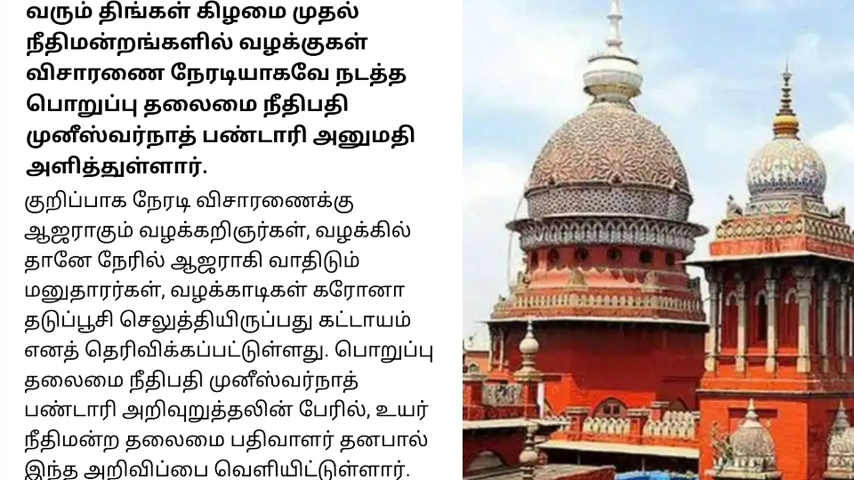 வரும் திங்கள் கிழமை முதல்
நீதிமன்றங்களில் வழக்குகள்
விசாரணை நேரடியாகவே நடத்த
பொறுப்பு தலைமை நீதிபதி
முனீஸ்வர்நாத் பண்டாரி அனுமதி
அளித்துள்ளார்.
குறிப்பாக நேரடி விசாரணைக்கு
ஆஜராகும் வழக்கறிஞர்கள், வழக்கில்
தானே நேரில் ஆஜராகி வாதிடும்
மனுதாரர்கள், வழக்காடிகள் கரோனா
தடுப்பூசி செலுத்தியிருப்பது கட்டாயம்
எனத் தெரிவிக்கப்பட்டுள்ளது. பொறுப்பு
தலைமை நீதிபதி முனீஸ்வர்நாத்
பண்டாரி அறிவுறுத்தலின் பேரில், உயர்
நீதிமன்ற தலைமை பதிவாளர் தனபால்
இந்த அறிவிப்பை வெளியிட்டுள்ளார்.